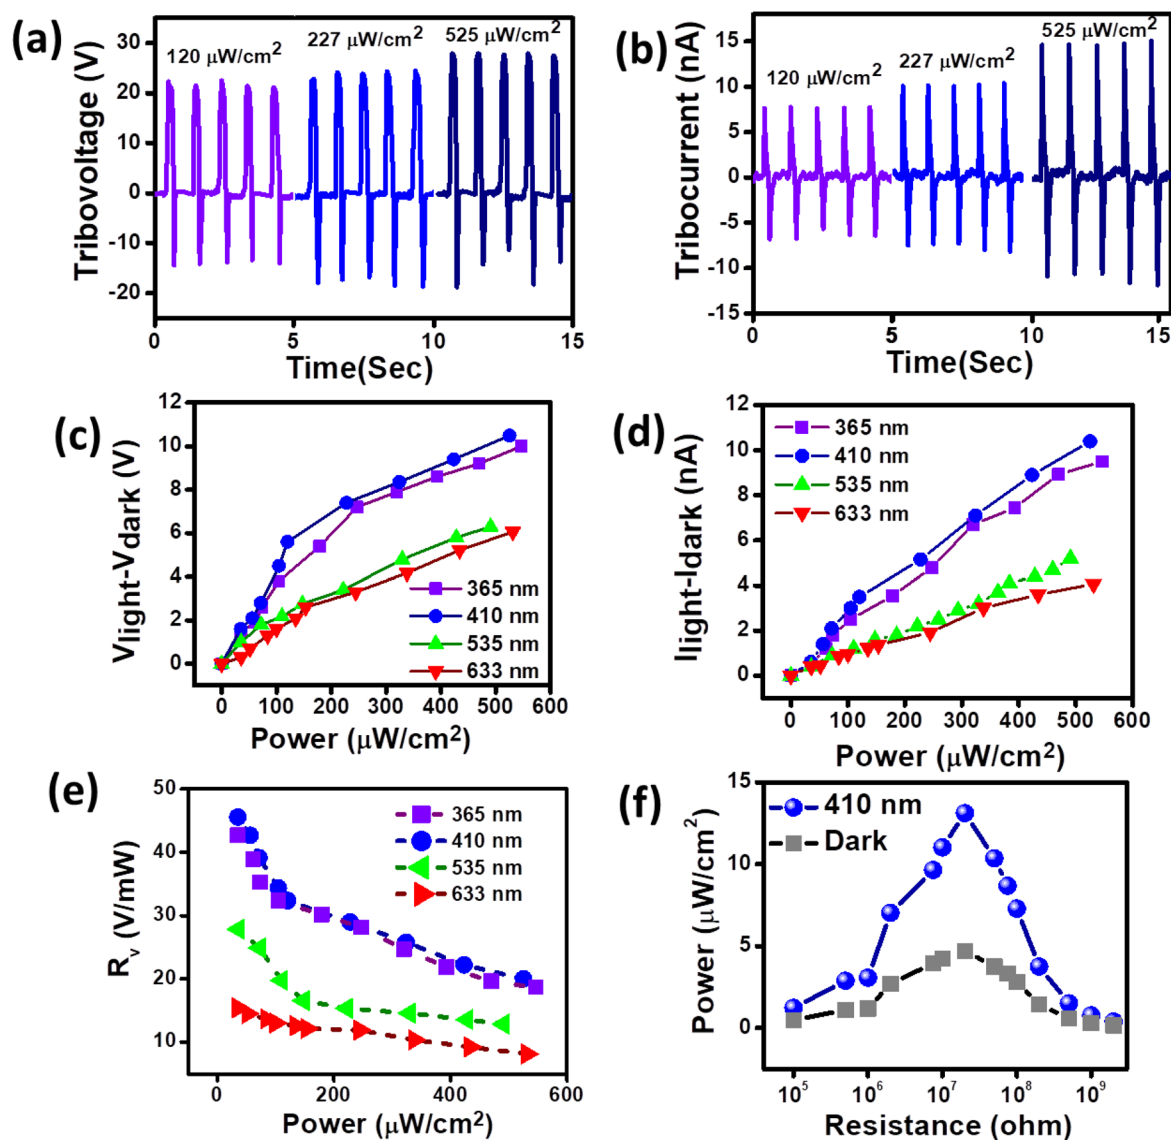 (a)
120 μW/cm²
227 μW/cm²
525 μW/cm²
Tribovoltage (V)
30
20
10
0
-10
-20
0
5
10
15
Time(Sec)
(b)
120 μW/cm²
227 μW/cm²
525 μW/cm²
Tribocurrent (nA)
15
10
5
0
-5
-10
-15
0
5
10
15
Time(Sec)
(c)
Vlight-Vdark (V)
12
10
8
6
4
2
0
365 nm
410 nm
535 nm
633 nm
0 100 200 300 400 500 600
Power (μW/cm²)
(d)
Ilight-Idark (nA)
12
10
8
6
4
2
0
365 nm
410 nm
535 nm
633 nm
0 100 200 300 400 500 600
Power (μW/cm²)
(e)
Rv (V/mW)
50
40
30
20
10
365 nm
410 nm
535 nm
633 nm
0 200 400 600
Power (μW/cm²)
(f)
Power (μW/cm²)
15
10
5
0
410 nm
Dark
10⁵ 10⁶ 10⁷ 10⁸ 10⁹
Resistance (ohm)